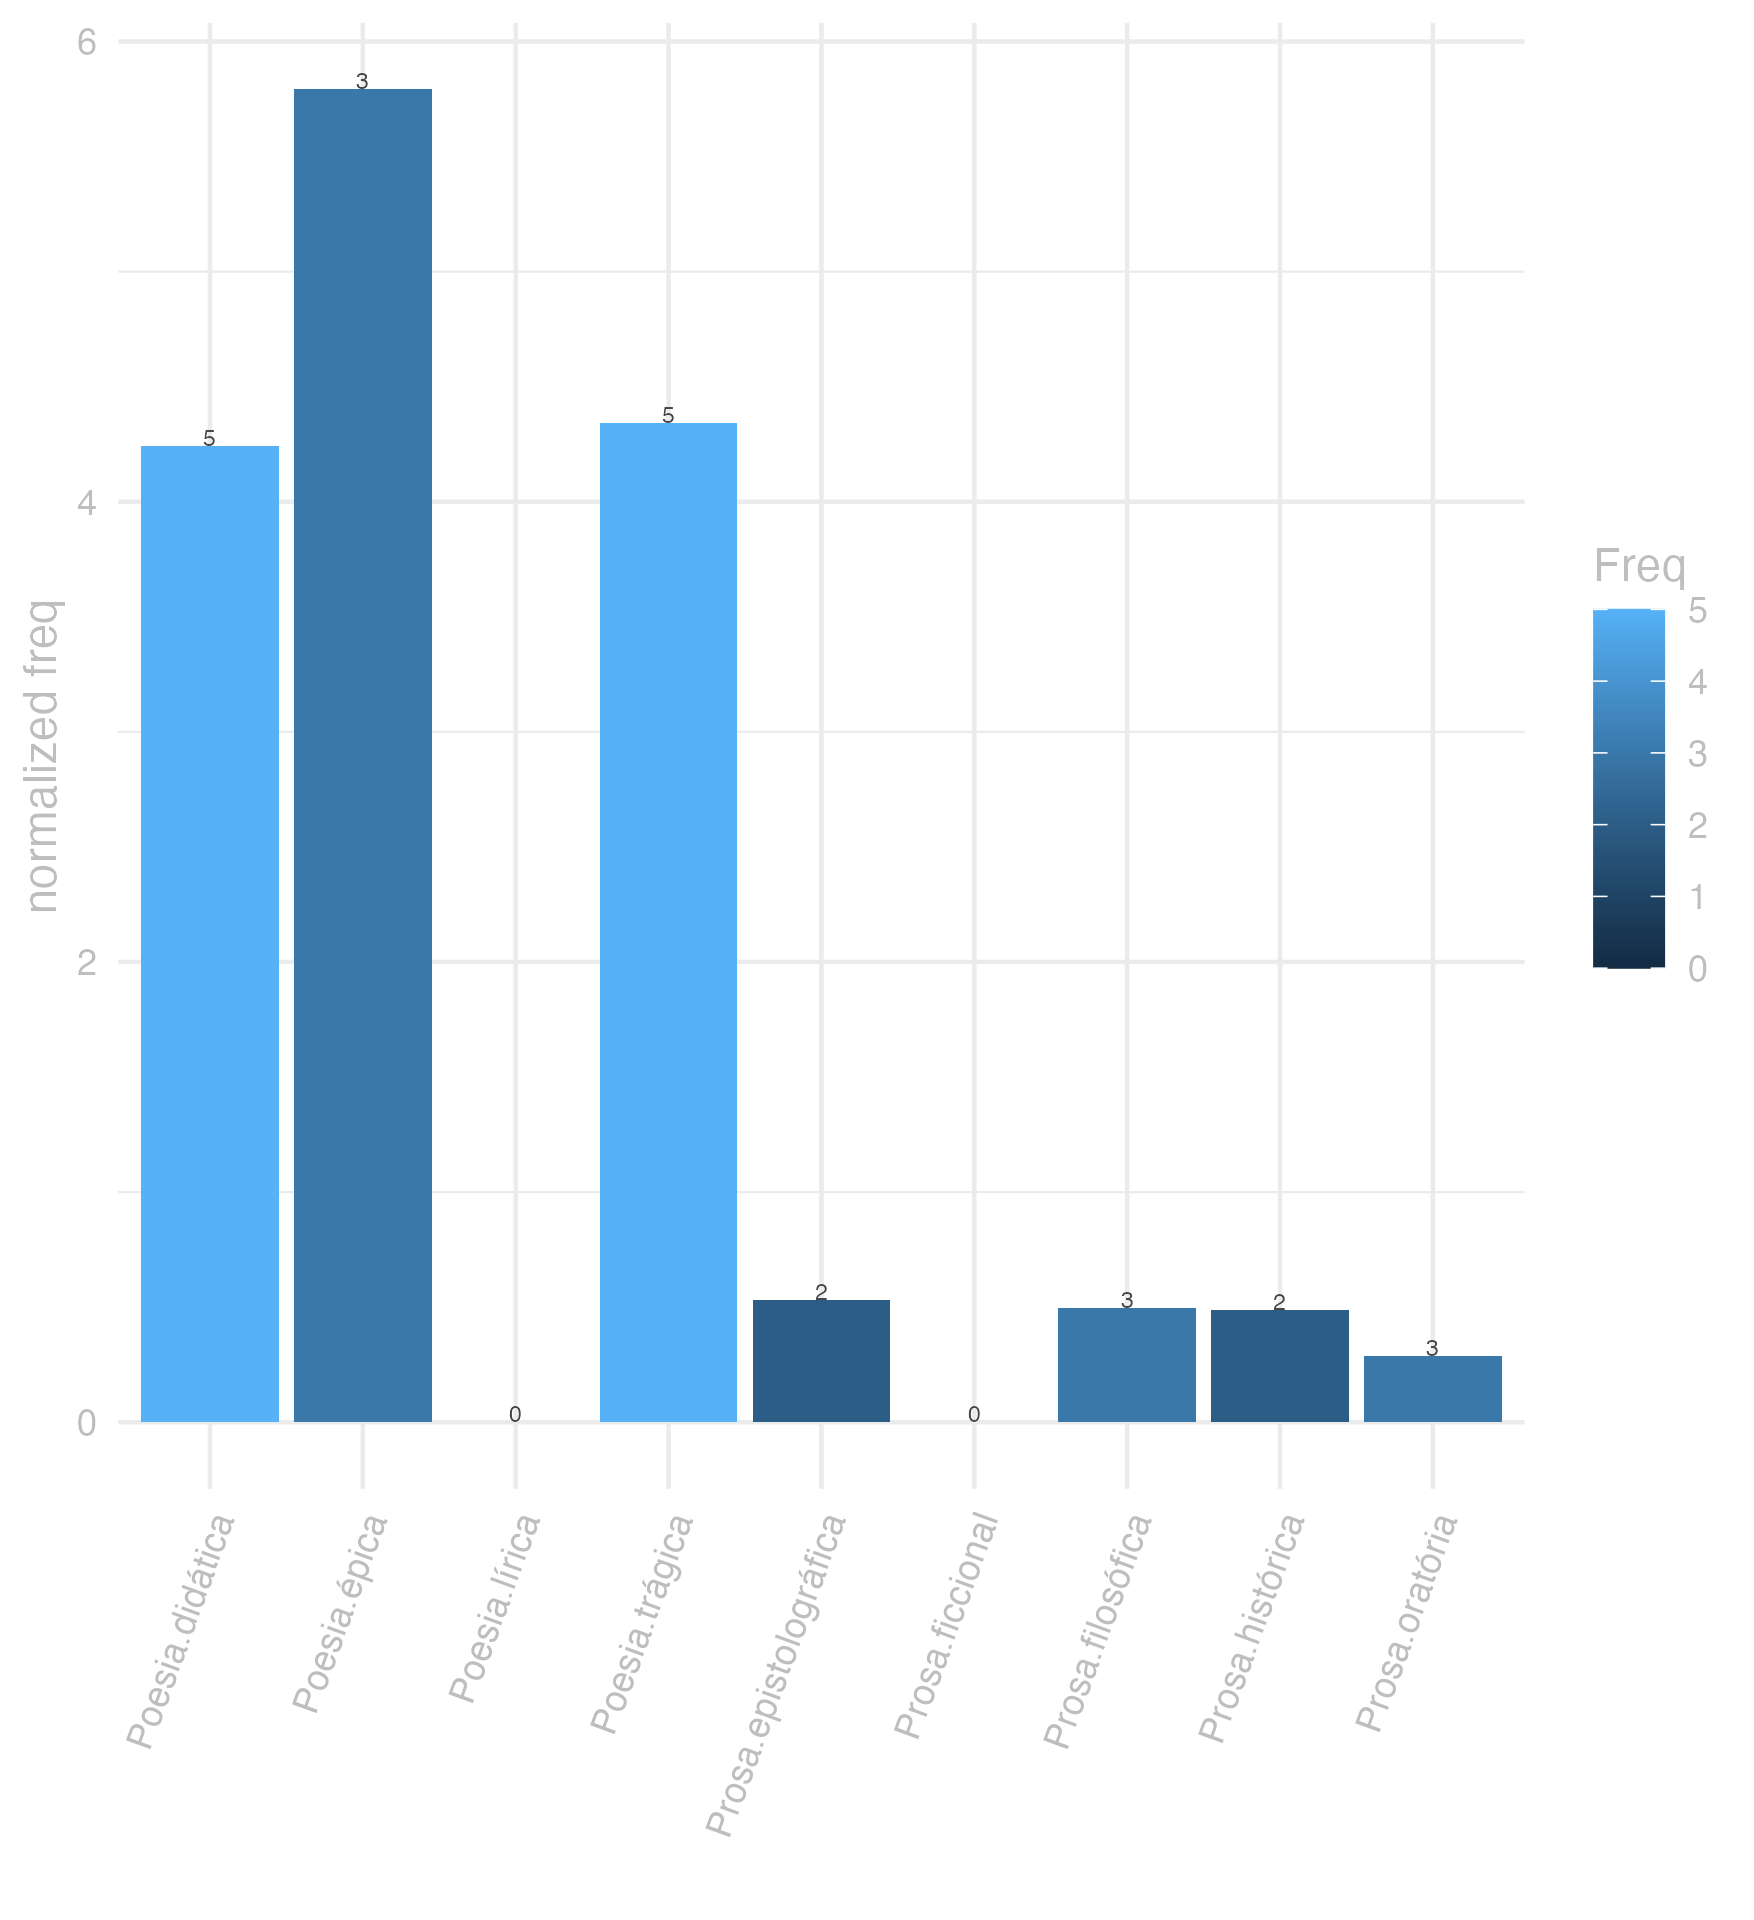 6
4
2
0
normalized freq
5
3
0
5
2
0
3
2
3
Poesia.didática
Poesia.épica
Poesia.lírica
Poesia.trágica
Prosa.epistolográfica
Prosa.ficcional
Prosa.filosófica
Prosa.histórica
Prosa.oratória
Freq
5
4
3
2
1
0